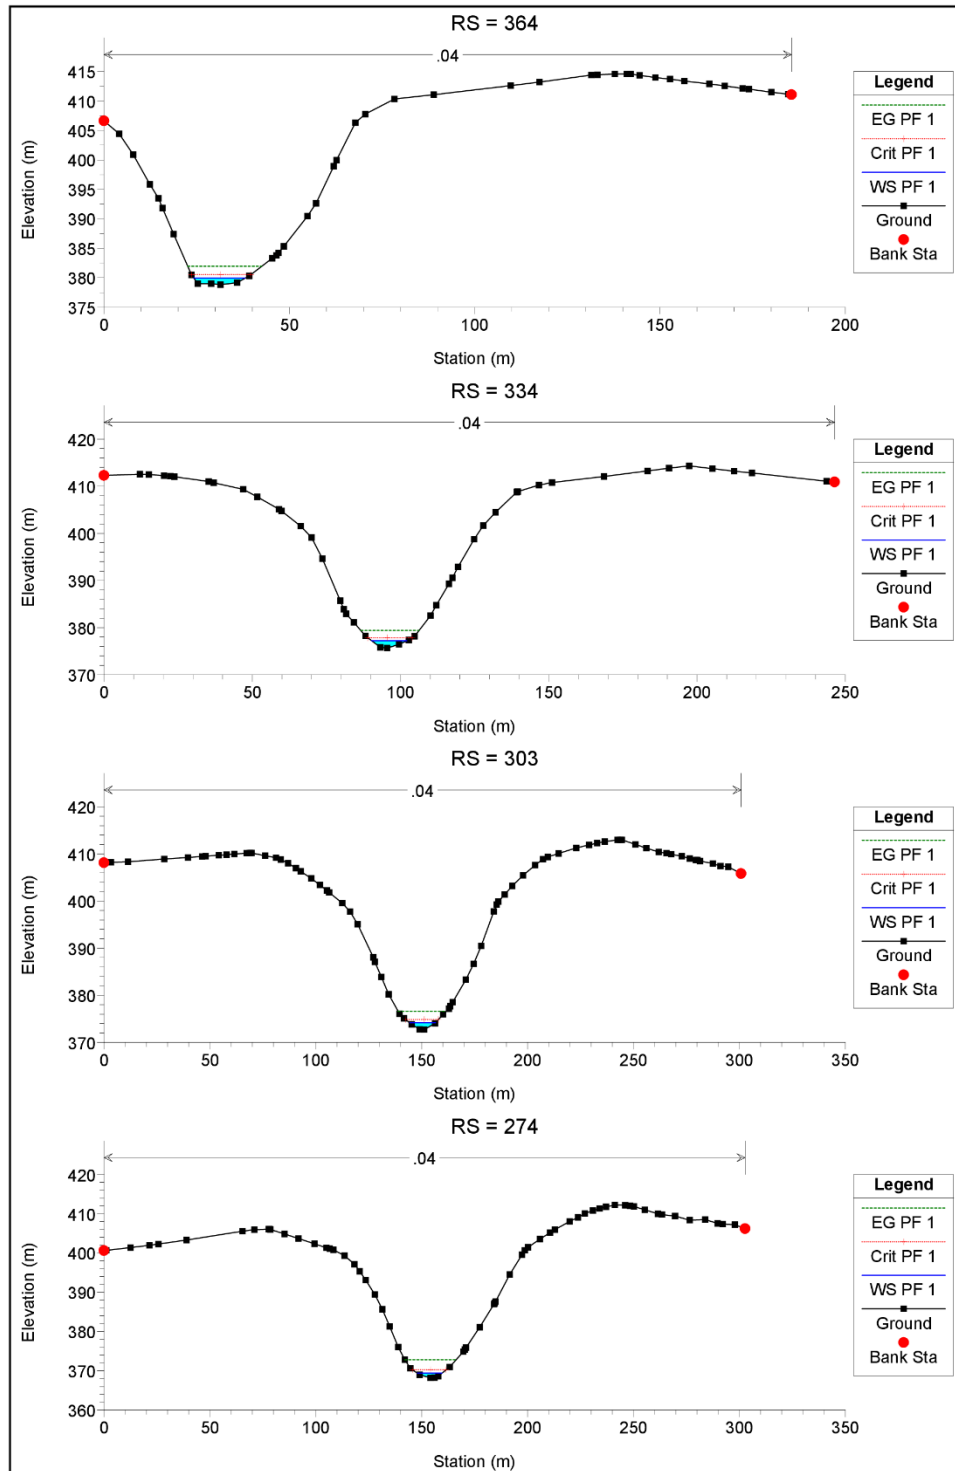 RS = 364
.04
Elevation (m)
415
410
405
400
395
390
385
380
375
0
50
100
150
200
Station (m)
Legend
EG PF 1
Crit PF 1
WS PF 1
Ground
Bank Sta
RS = 334
.04
Elevation (m)
420
410
400
390
380
370
0
50
100
150
200
250
Station (m)
Legend
EG PF 1
Crit PF 1
WS PF 1
Ground
Bank Sta
RS = 303
.04
Elevation (m)
420
410
400
390
380
370
0
50
100
150
200
250
300
350
Station (m)
Legend
EG PF 1
Crit PF 1
WS PF 1
Ground
Bank Sta
RS = 274
.04
Elevation (m)
420
410
400
390
380
370
360
0
50
100
150
200
250
300
350
Station (m)
Legend
EG PF 1
Crit PF 1
WS PF 1
Ground
Bank Sta